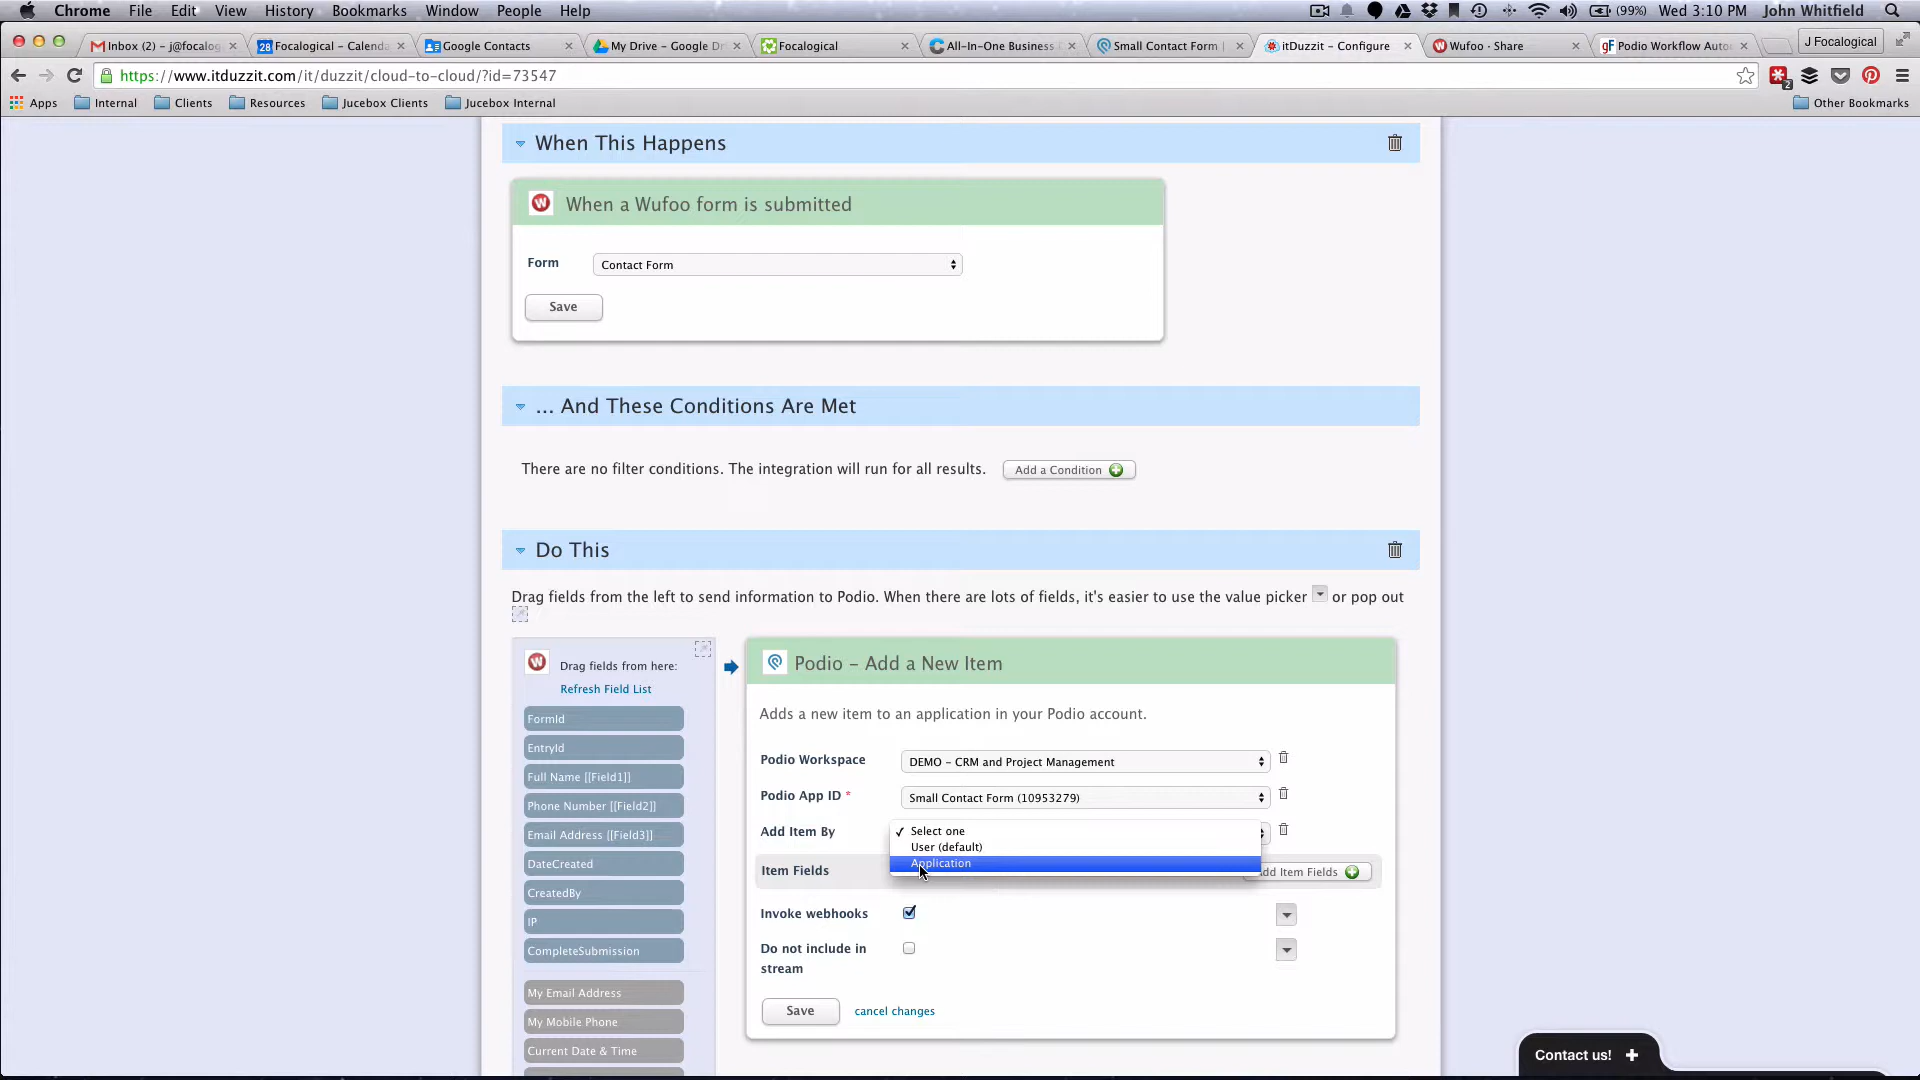 Chrome File Edit View History Bookmarks Window People Help (99%) Wed 3:10 PM John Whitfield
Inbox (2) – j@focalog 28 Focalogical – Calenda Google Contacts My Drive – Google Dr Focalogical All-In-One Business Small Contact Form | itDuzzit – Configure Wufoo · Share gF Podio Workflow Auto J Focalogical
https://www.itduzzit.com/it/duzzit/cloud-to-cloud/?id=73547 2
Apps Internal Clients Resources Jucebox Clients Jucebox Internal Other Bookmarks
When This Happens
W When a Wufoo form is submitted
Form Contact Form
Save
... And These Conditions Are Met
There are no filter conditions. The integration will run for all results. Add a Condition
Do This
Drag fields from the left to send information to Podio. When there are lots of fields, it's easier to use the value picker or pop out
W Drag fields from here:
Refresh Field List
FormId
EntryId
Full Name [[Field1]]
Phone Number [[Field2]]
Email Address [[Field3]]
DateCreated
CreatedBy
IP
CompleteSubmission
My Email Address
My Mobile Phone
Current Date & Time
Podio – Add a New Item
Adds a new item to an application in your Podio account.
Podio Workspace DEMO – CRM and Project Management
Podio App ID * Small Contact Form (10953279)
Add Item By ✓ Select one
User (default)
Application
Item Fields dd Item Fields
Invoke webhooks
Do not include in
stream
Save cancel changes
Contact us! +